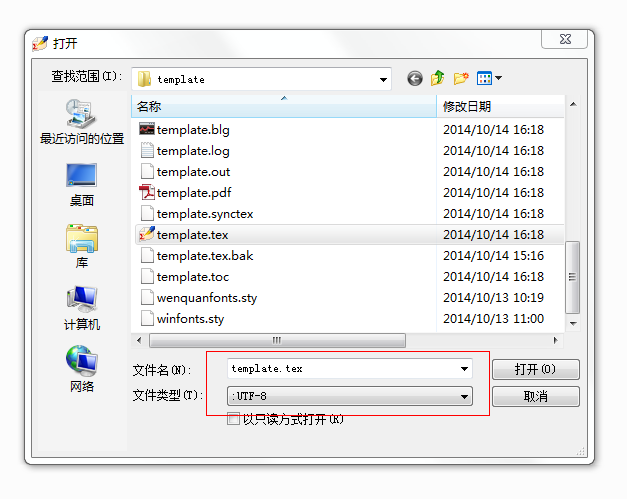 打开
查找范围(I):
template
名称
修改日期
template.blg
2014/10/14 16:18
template.log
2014/10/14 16:18
template.out
2014/10/14 16:18
template.pdf
2014/10/14 16:18
template.synctex
2014/10/14 16:18
template.tex
2014/10/14 16:18
template.tex.bak
2014/10/14 15:16
template.toc
2014/10/14 16:18
wenquanfonts.sty
2014/10/13 10:19
winfonts.sty
2014/10/13 11:00
最近访问的位置
桌面
库
计算机
网络
文件名(N):
template.tex
打开(O)
文件类型(T):
:UTF-8
取消
以只读方式打开(R)